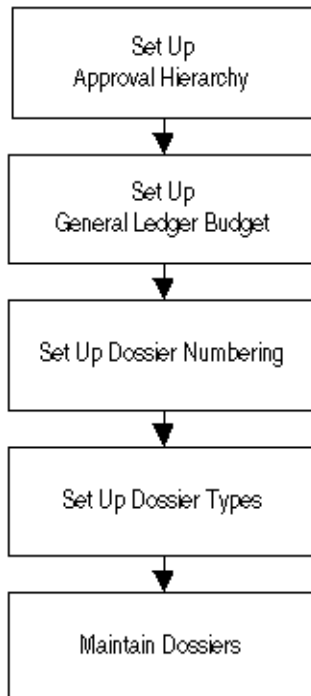 Set Up
Approval Hierarchy
Set Up
General Ledger Budget
Set Up Dossier Numbering
Set Up Dossier Types
Maintain Dossiers